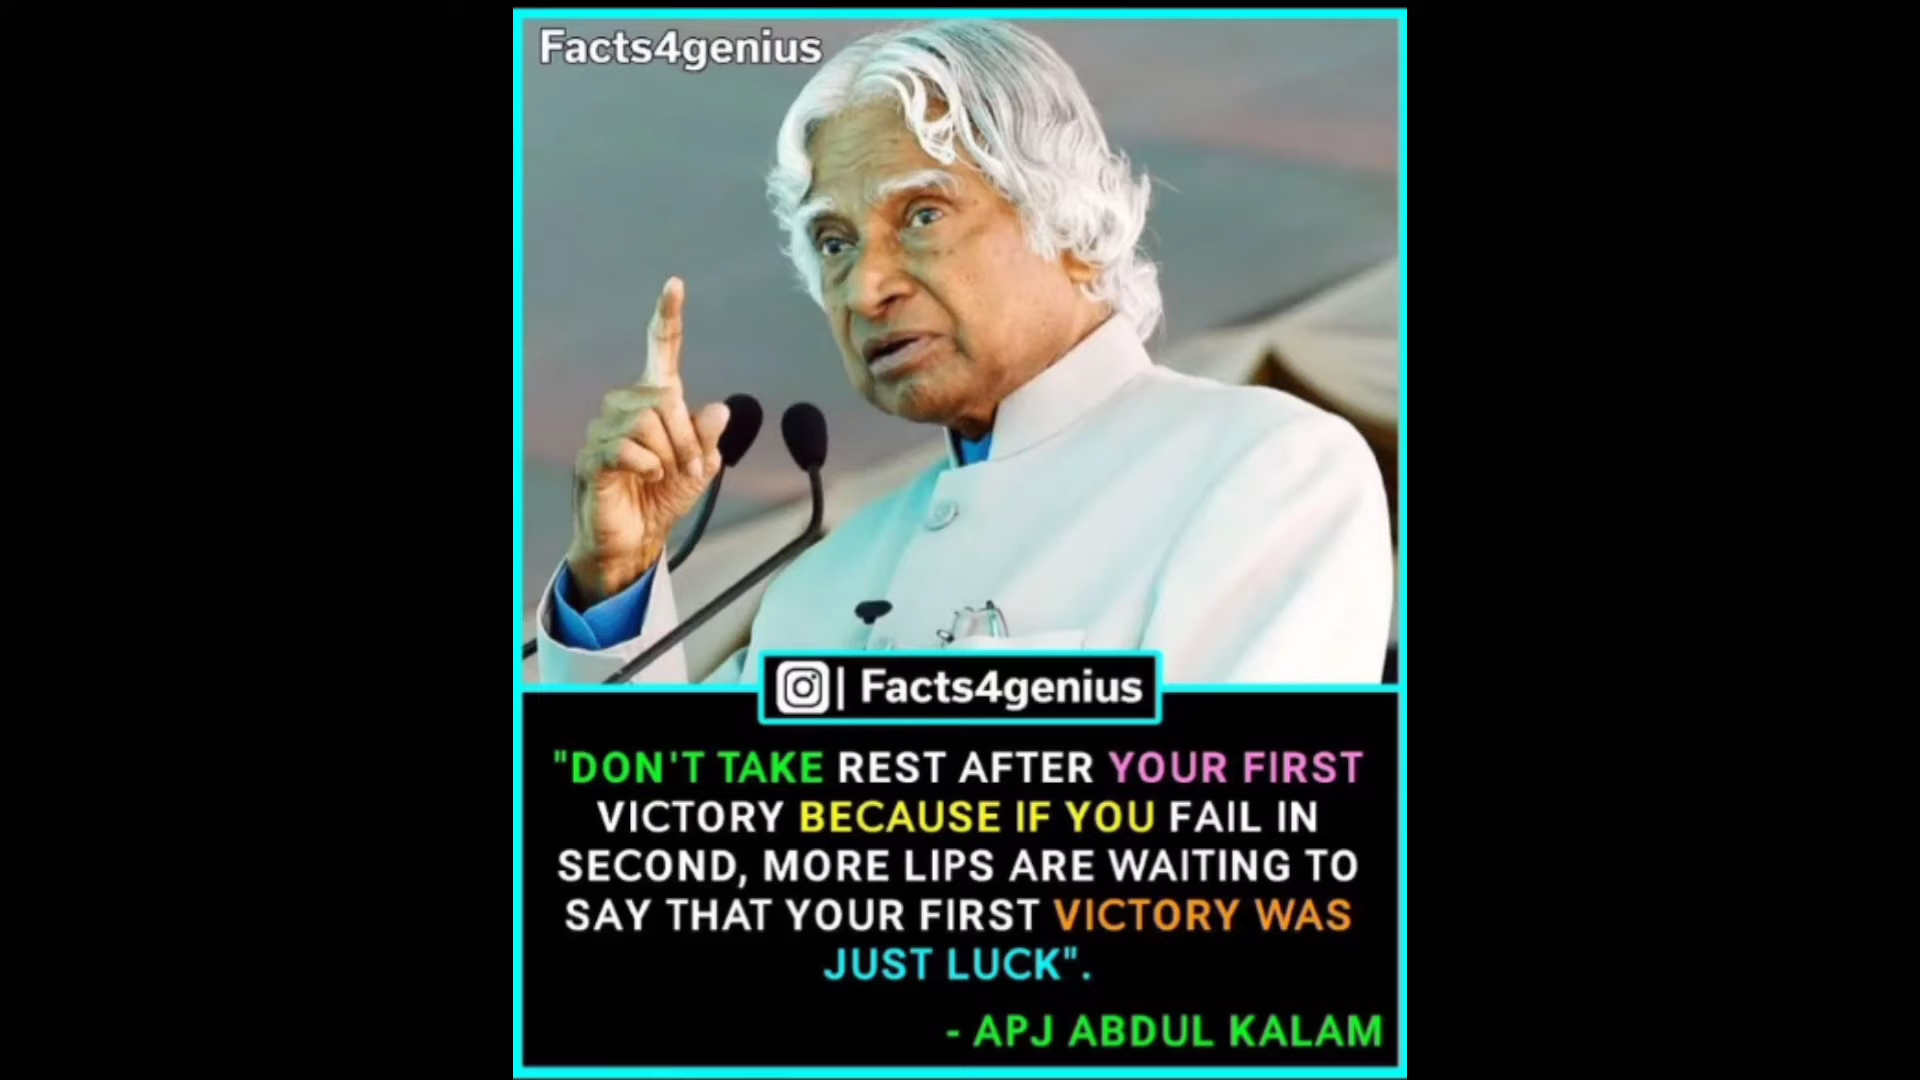 Facts4genius
| Facts4genius
"DON'T TAKE REST AFTER YOUR FIRST
VICTORY BECAUSE IF YOU FAIL IN
SECOND, MORE LIPS ARE WAITING TO
SAY THAT YOUR FIRST VICTORY WAS
JUST LUCK".
- APJ ABDUL KALAM